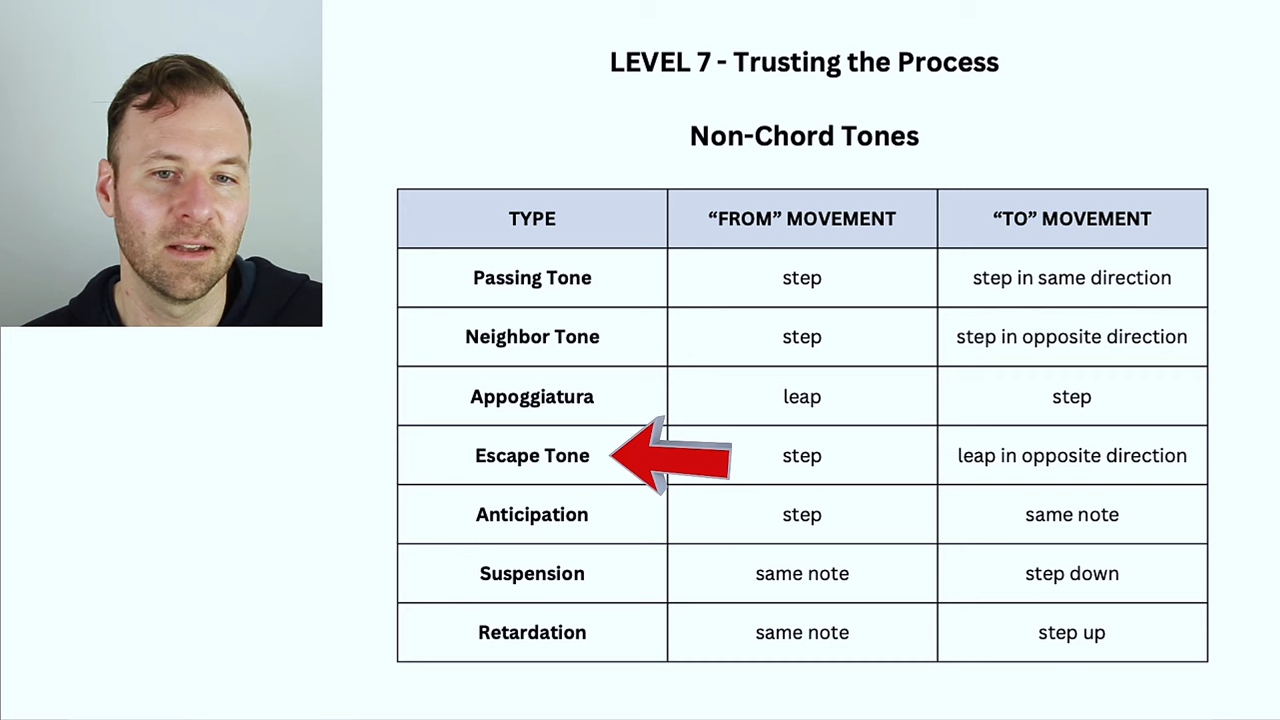 LEVEL 7 - Trusting the Process
Non-Chord Tones
TYPE “FROM” MOVEMENT “TO” MOVEMENT
Passing Tone step step in same direction
Neighbor Tone step step in opposite direction
Appoggiatura leap step
Escape Tone step leap in opposite direction
Anticipation step same note
Suspension same note step down
Retardation same note step up